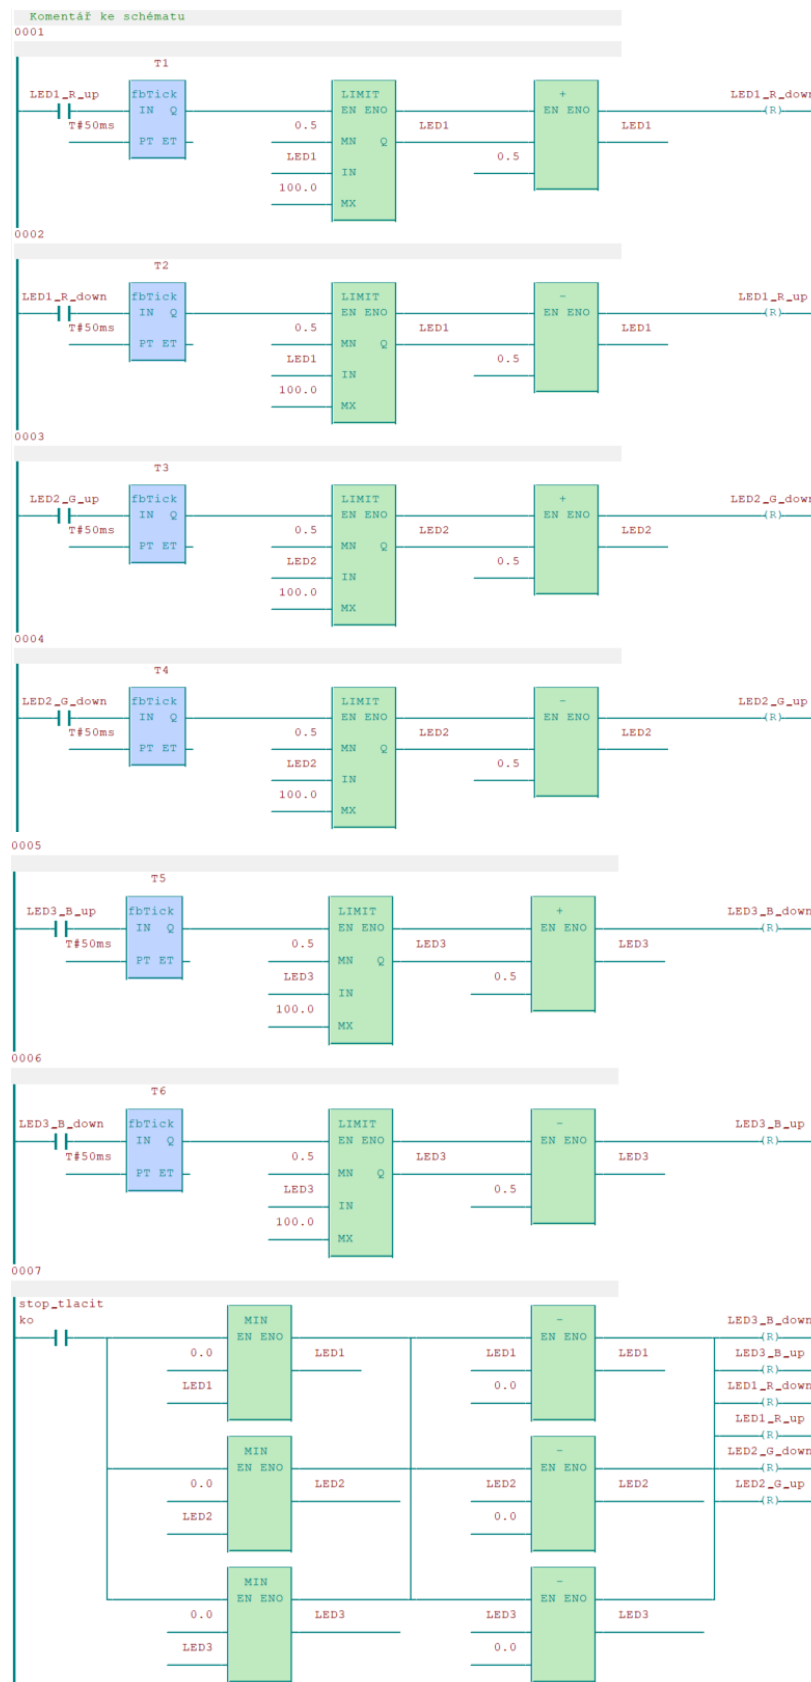 Komentář ke schématu
0001
T1
LED1_R_up fbTick LIMIT + LED1_R_down
IN Q EN ENO EN ENO (R)
T#50ms 0.5 LED1 LED1
PT ET MN Q
LED1 0.5
IN
100.0
MX
0002
T2
LED1_R_down fbTick LIMIT - LED1_R_up
IN Q EN ENO EN ENO (R)
T#50ms 0.5 LED1 LED1
PT ET MN Q
LED1 0.5
IN
100.0
MX
0003
T3
LED2_G_up fbTick LIMIT + LED2_G_down
IN Q EN ENO EN ENO (R)
T#50ms 0.5 LED2 LED2
PT ET MN Q
LED2 0.5
IN
100.0
MX
0004
T4
LED2_G_down fbTick LIMIT - LED2_G_up
IN Q EN ENO EN ENO (R)
T#50ms 0.5 LED2 LED2
PT ET MN Q
LED2 0.5
IN
100.0
MX
0005
T5
LED3_B_up fbTick LIMIT + LED3_B_down
IN Q EN ENO EN ENO (R)
T#50ms 0.5 LED3 LED3
PT ET MN Q
LED3 0.5
IN
100.0
MX
0006
T6
LED3_B_down fbTick LIMIT - LED3_B_up
IN Q EN ENO EN ENO (R)
T#50ms 0.5 LED3 LED3
PT ET MN Q
LED3 0.5
IN
100.0
MX
0007
stop_tlacit
ko MIN - LED3_B_down
EN ENO EN ENO (R)
0.0 LED1 LED1 LED1 LED3_B_up
(R)
LED1 0.0 LED1_R_down
(R)
LED1_R_up
(R)
MIN - LED2_G_down
EN ENO EN ENO (R)
0.0 LED2 LED2 LED2 LED2_G_up
(R)
LED2 0.0
MIN -
EN ENO EN ENO
0.0 LED3 LED3 LED3
LED3 0.0